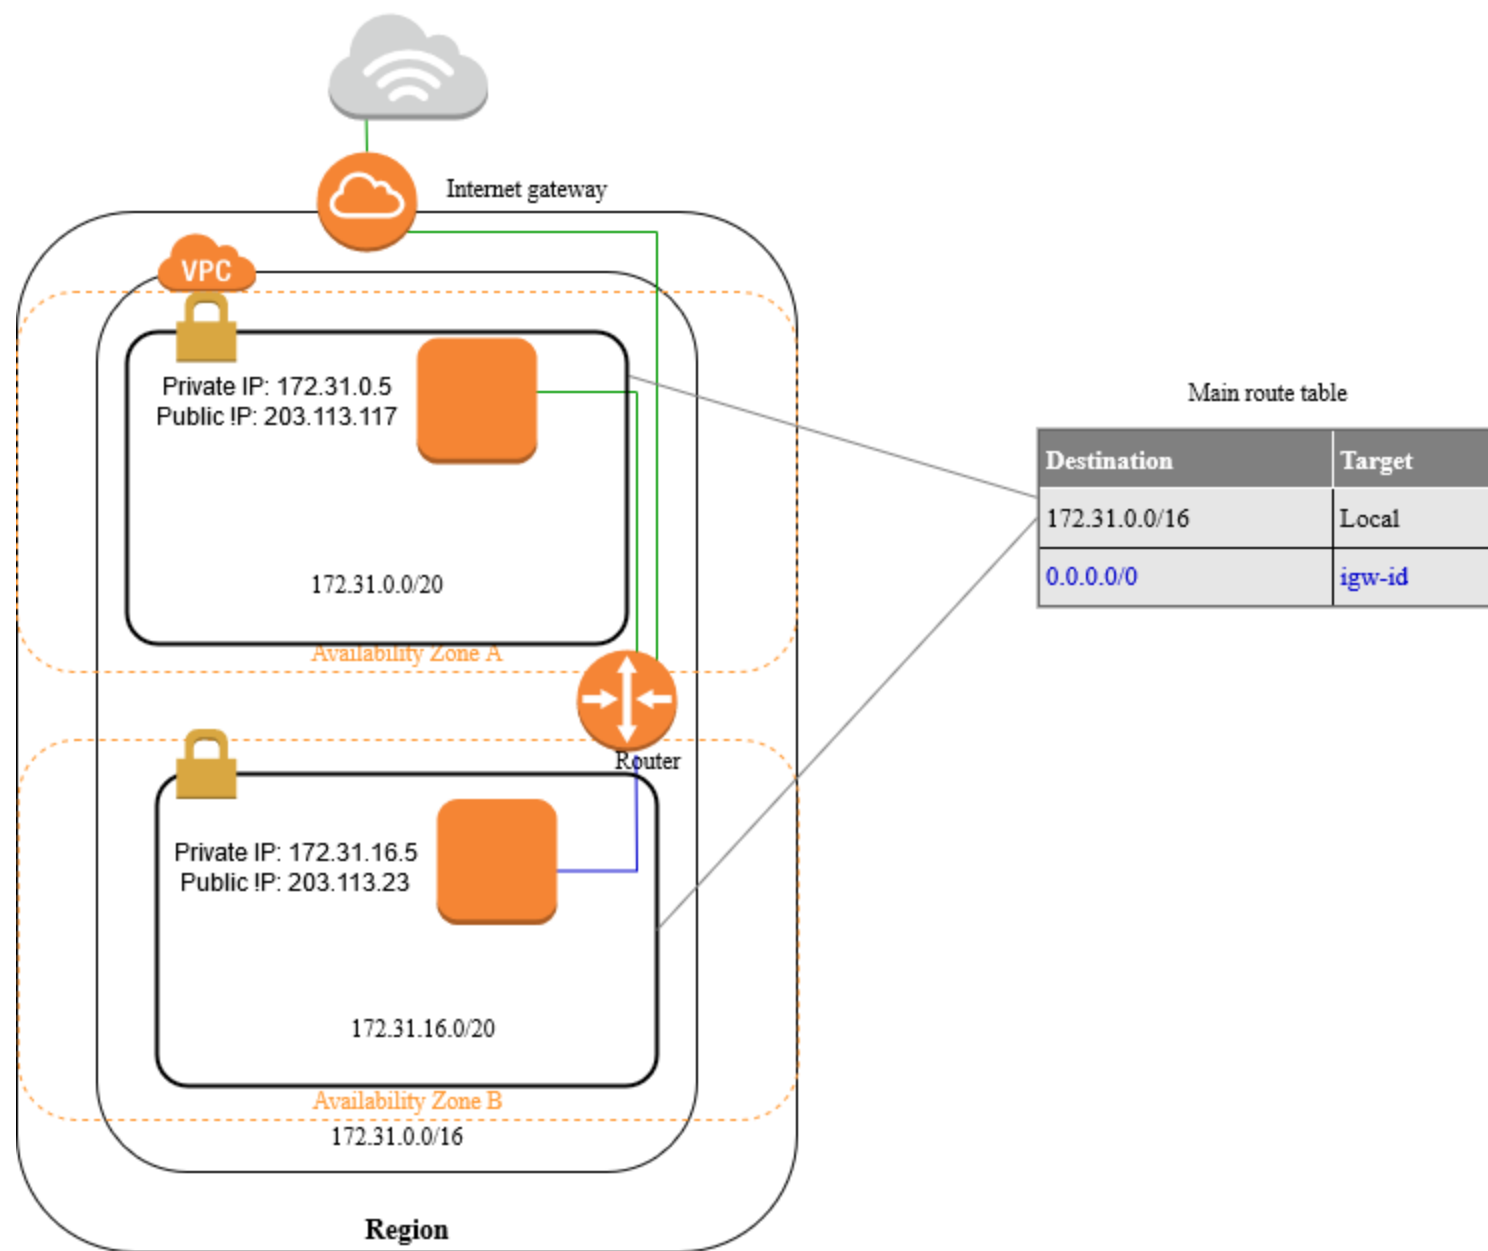 Internet gateway
VPC
Private IP: 172.31.0.5
Public !P: 203.113.117
172.31.0.0/20
Availability Zone A
Router
Private IP: 172.31.16.5
Public !P: 203.113.23
172.31.16.0/20
Availability Zone B
172.31.0.0/16
Region
Main route table
Destination Target
172.31.0.0/16 Local
0.0.0.0/0 igw-id